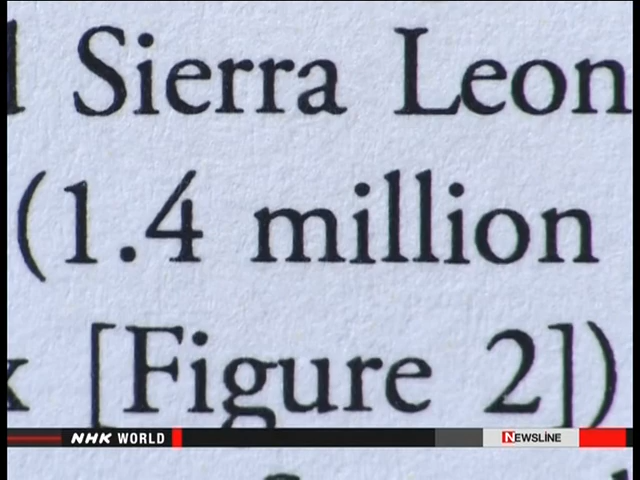 Sierra Leon
(1.4 million
[Figure 2])
NHK WORLD
NEWSLINE